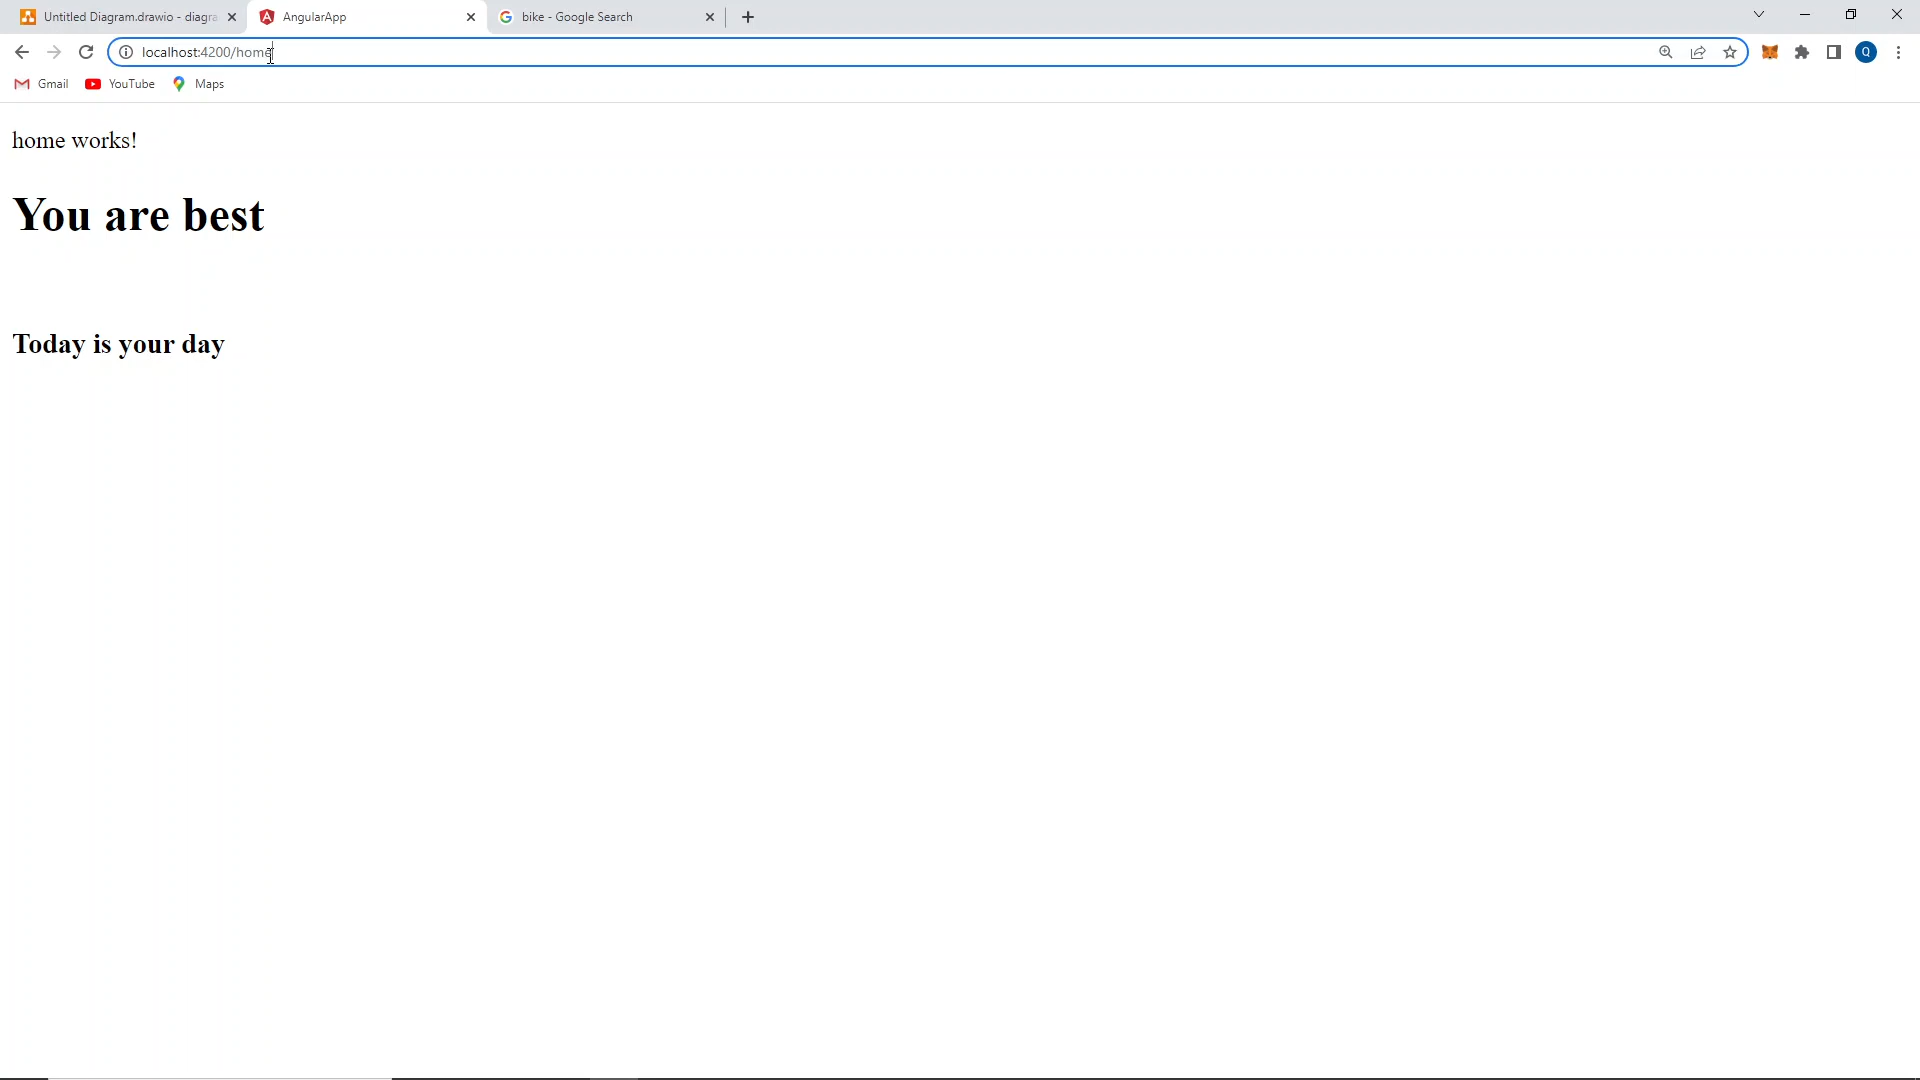 Untitled Diagram.drawio - diagra
AngularApp
bike - Google Search
localhost:4200/home
Q
Gmail
YouTube
Maps
home works!
You are best
Today is your day